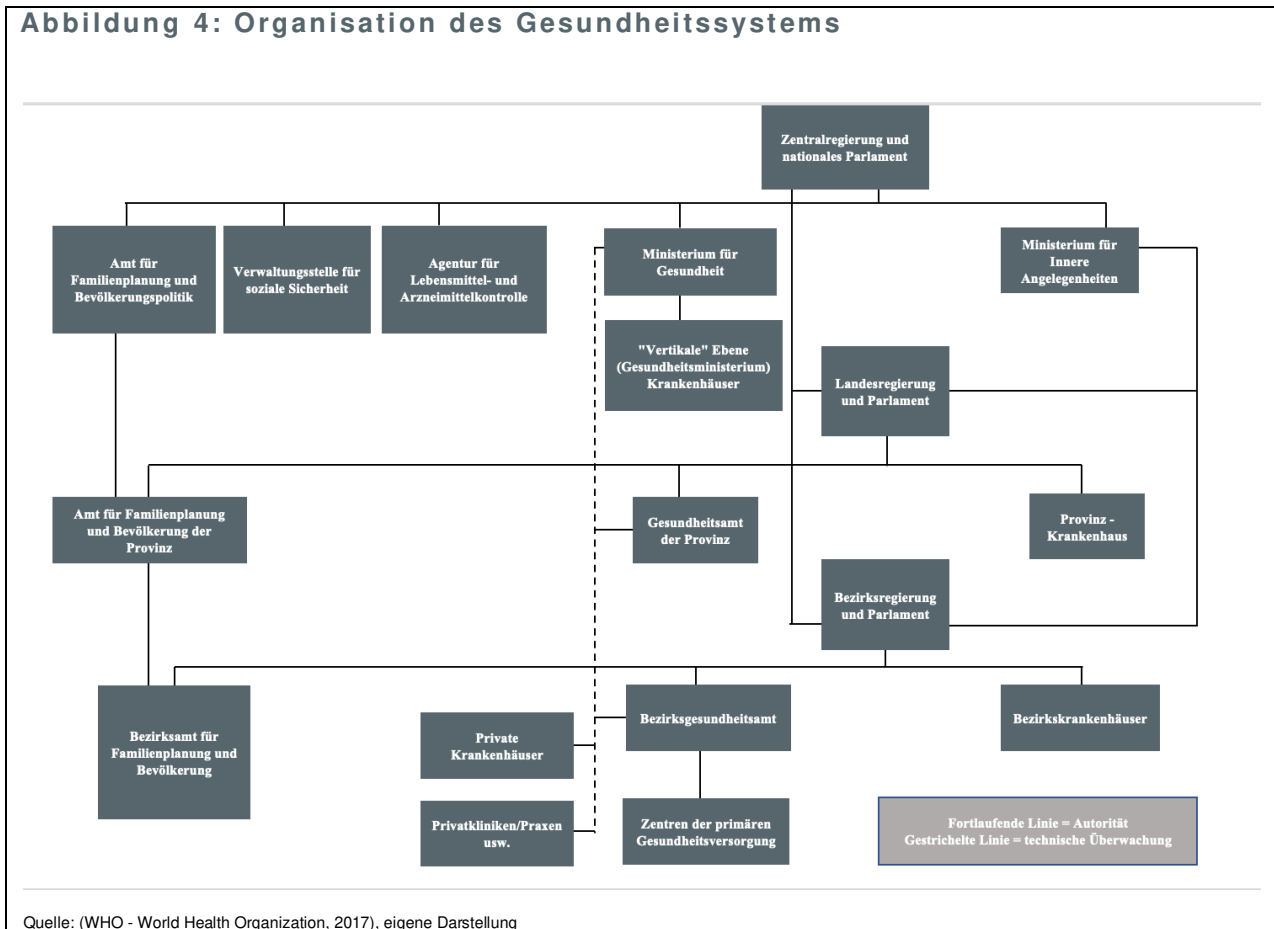 Abbildung 4: Organisation des Gesundheitssystems
Zentralregierung und
nationales Parlament
Amt für
Familienplanung und
Bevölkerungspolitik
Verwaltungsstelle für
soziale Sicherheit
Agentur für
Lebensmittel- und
Arzneimittelkontrolle
Ministerium für
Gesundheit
Ministerium für
Innere
Angelegenheiten
"Vertikale" Ebene
(Gesundheitsministerium)
Krankenhäuser
Landesregierung
und Parlament
Amt für Familienplanung
und Bevölkerung der
Provinz
Gesundheitsamt
der Provinz
Provinz -
Krankenhaus
Bezirksregierung
und Parlament
Bezirksamt für
Familienplanung und
Bevölkerung
Private
Krankenhäuser
Bezirksgesundheitsamt
Bezirkskrankenhäuser
Privatkliniken/Praxen
usw.
Zentren der primären
Gesundheitsversorgung
Fortlaufende Linie = Autorität
Gestrichelte Linie = technische Überwachung
Quelle: (WHO - World Health Organization, 2017), eigene Darstellung